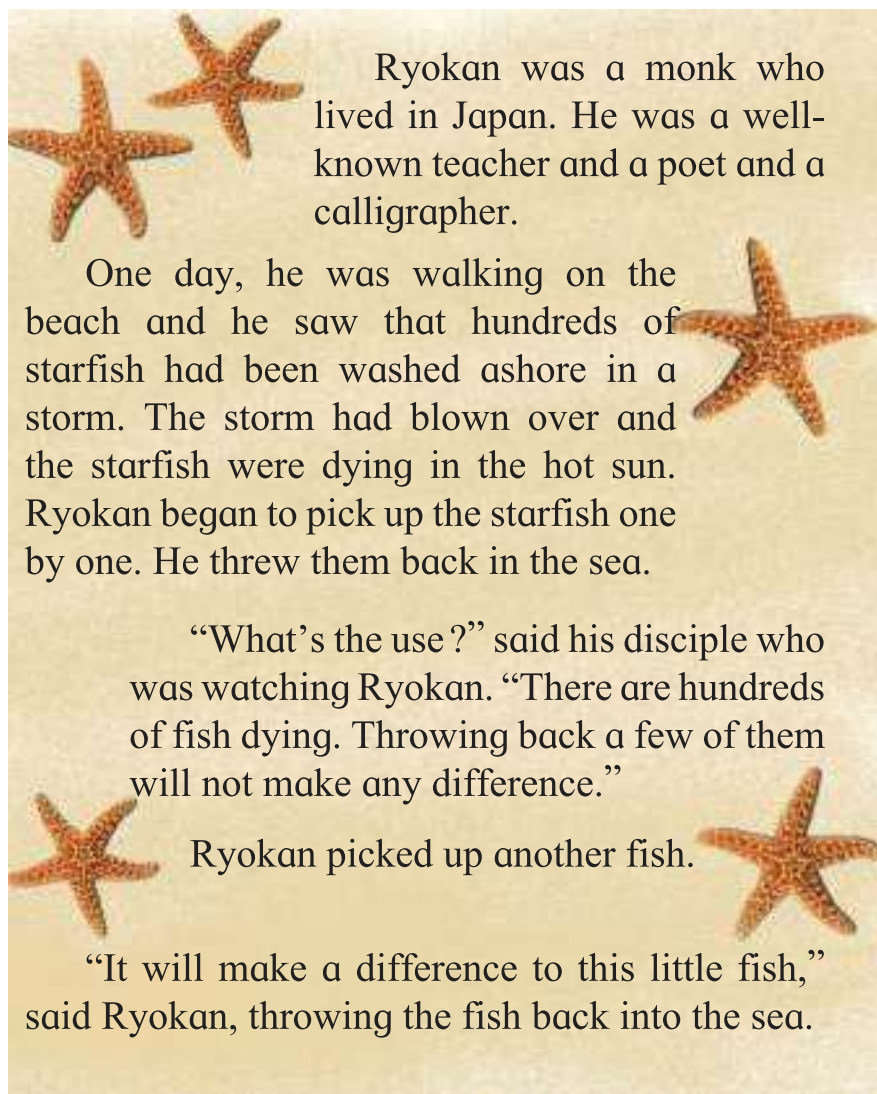 Ryokan was a monk who
lived in Japan. He was a well-
known teacher and a poet and a
calligrapher.
One day, he was walking on the
beach and he saw that hundreds of
starfish had been washed ashore in a
storm. The storm had blown over and
the starfish were dying in the hot sun.
Ryokan began to pick up the starfish one
by one. He threw them back in the sea.
“What’s the use?” said his disciple who
was watching Ryokan. “There are hundreds
of fish dying. Throwing back a few of them
will not make any difference.”
Ryokan picked up another fish.
“It will make a difference to this little fish,”
said Ryokan, throwing the fish back into the sea.